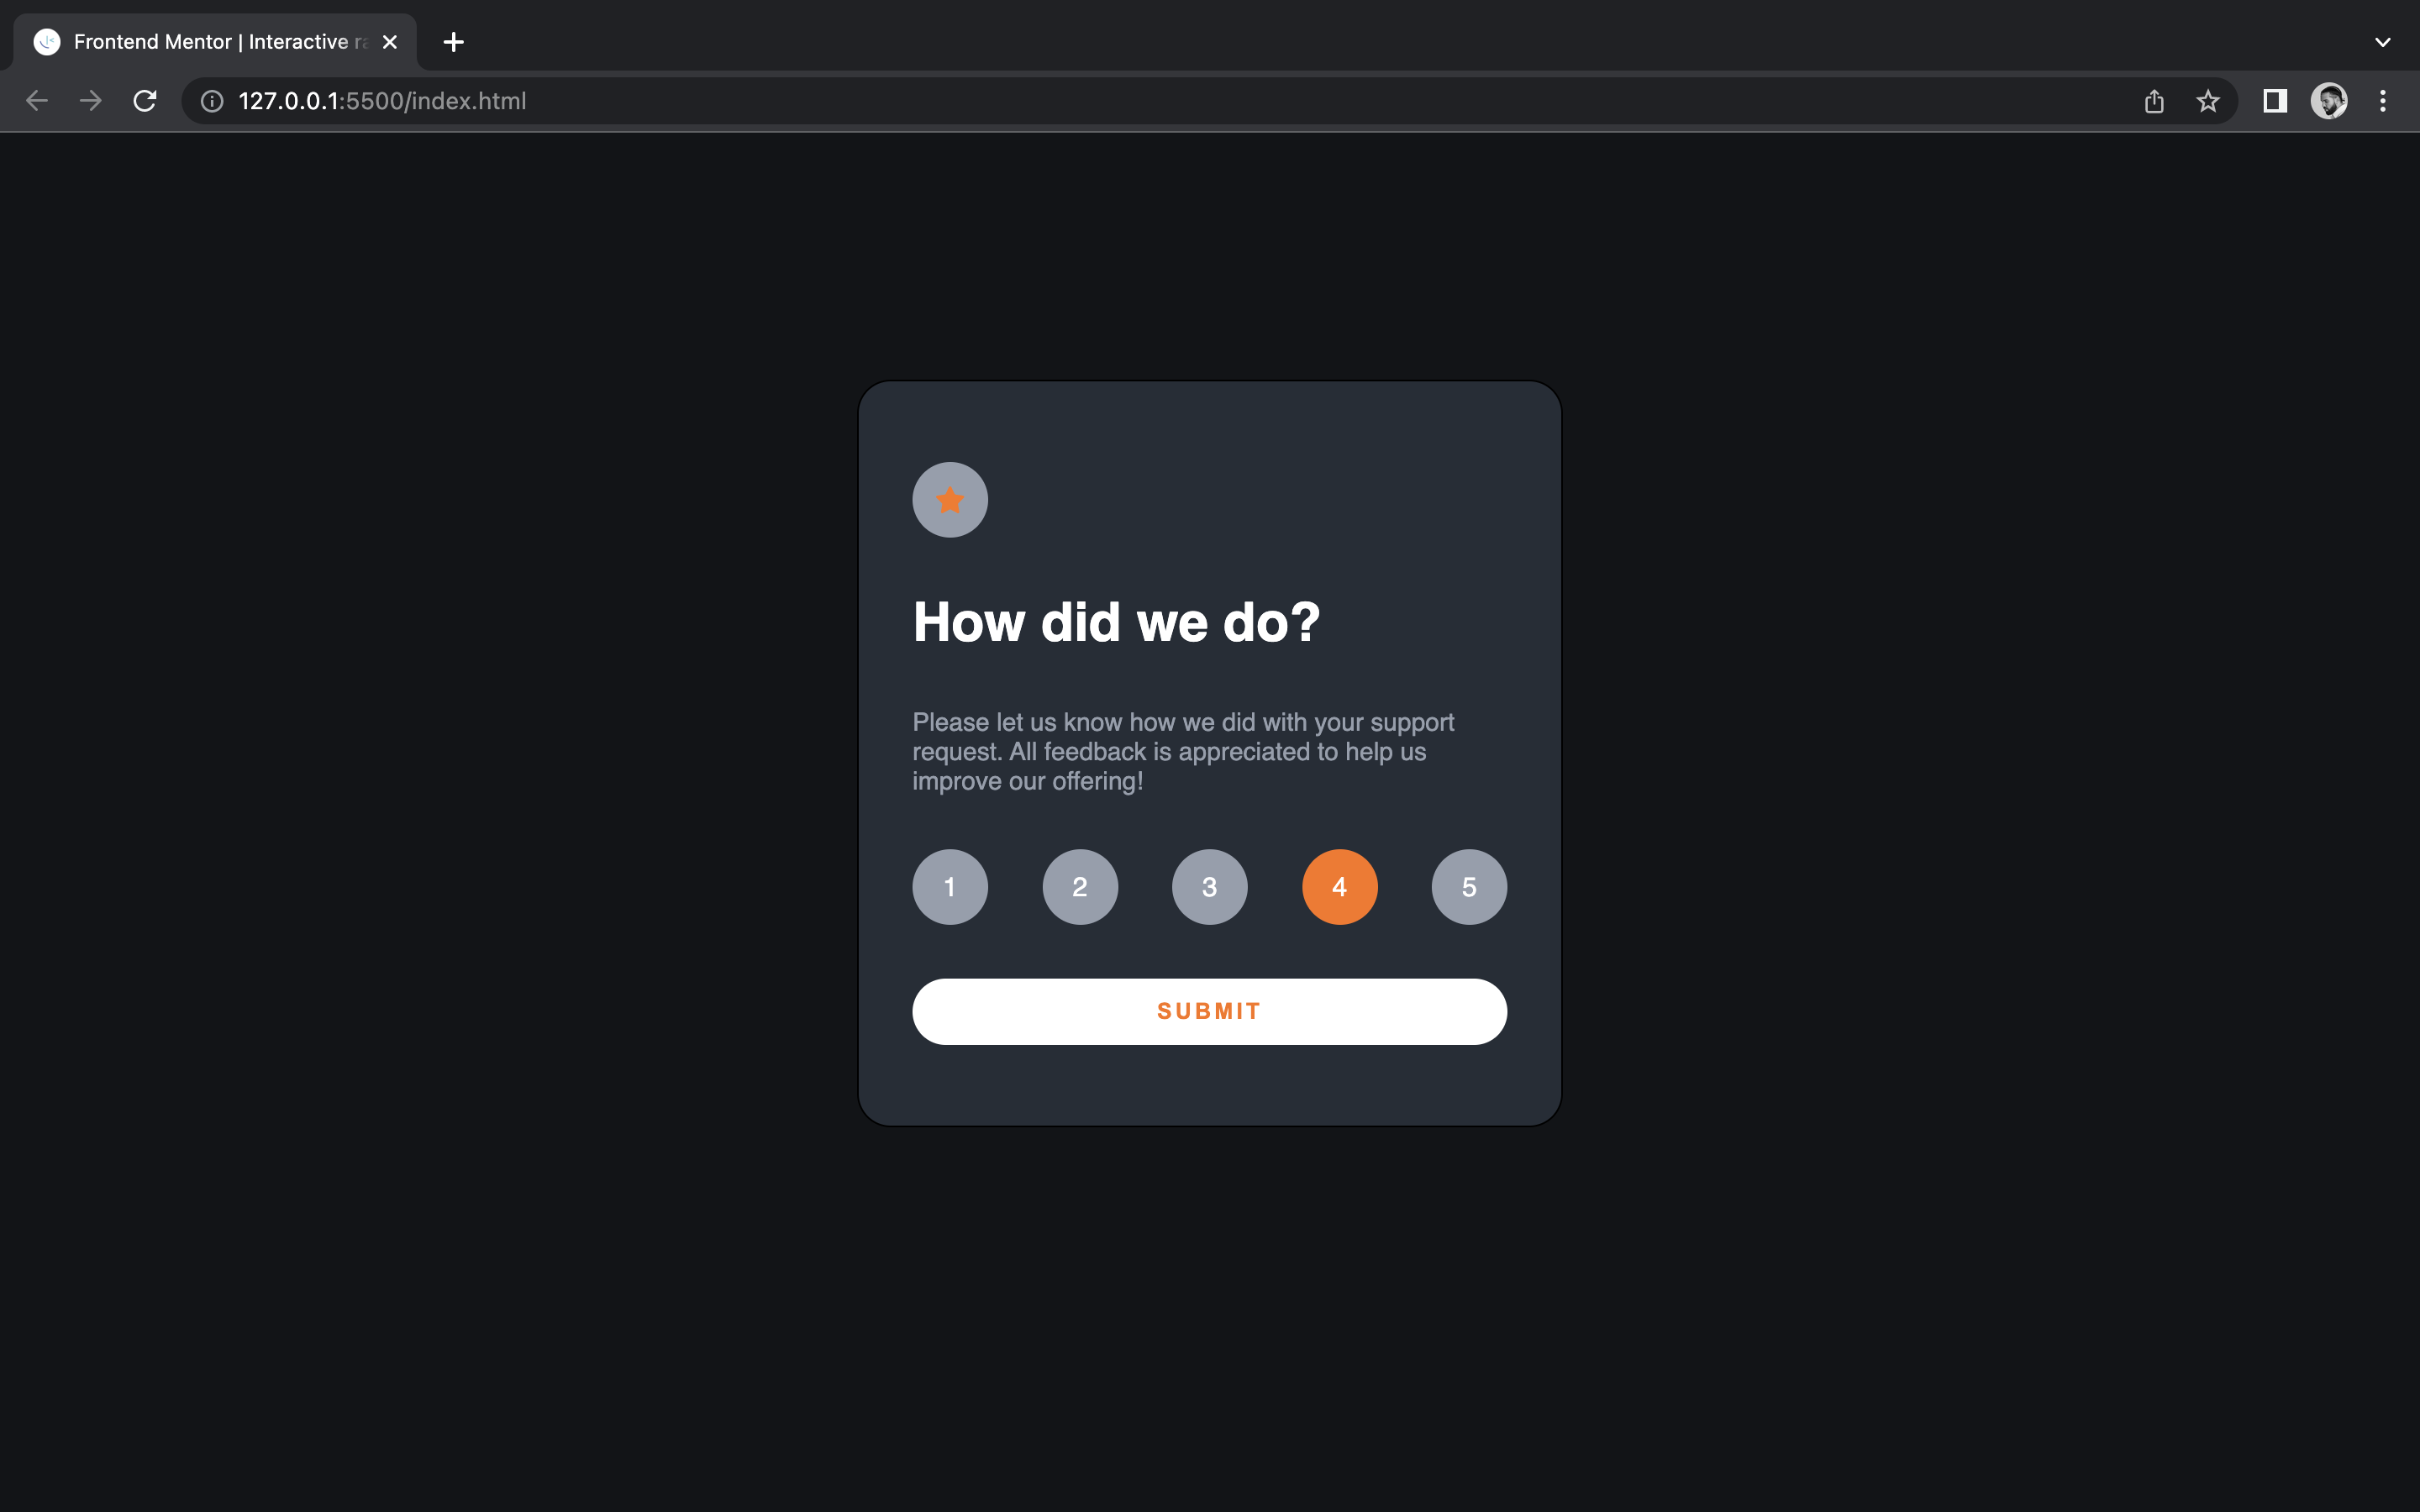 Frontend Mentor | Interactive
127.0.0.1:5500/index.html
How did we do?
Please let us know how we did with your support
request. All feedback is appreciated to help us
improve our offering!
1 2 3 4 5
SUBMIT